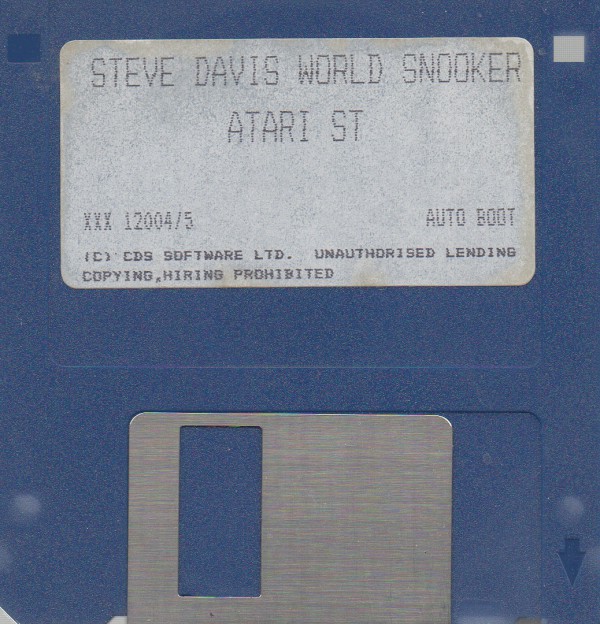 STEVE DAVIS WORLD SNOOKER
ATARI ST
XXX 12004/5 AUTO BOOT
(C) CDS SOFTWARE LTD. UNAUTHORISED LENDING
COPYING,HIRING PROHIBITED